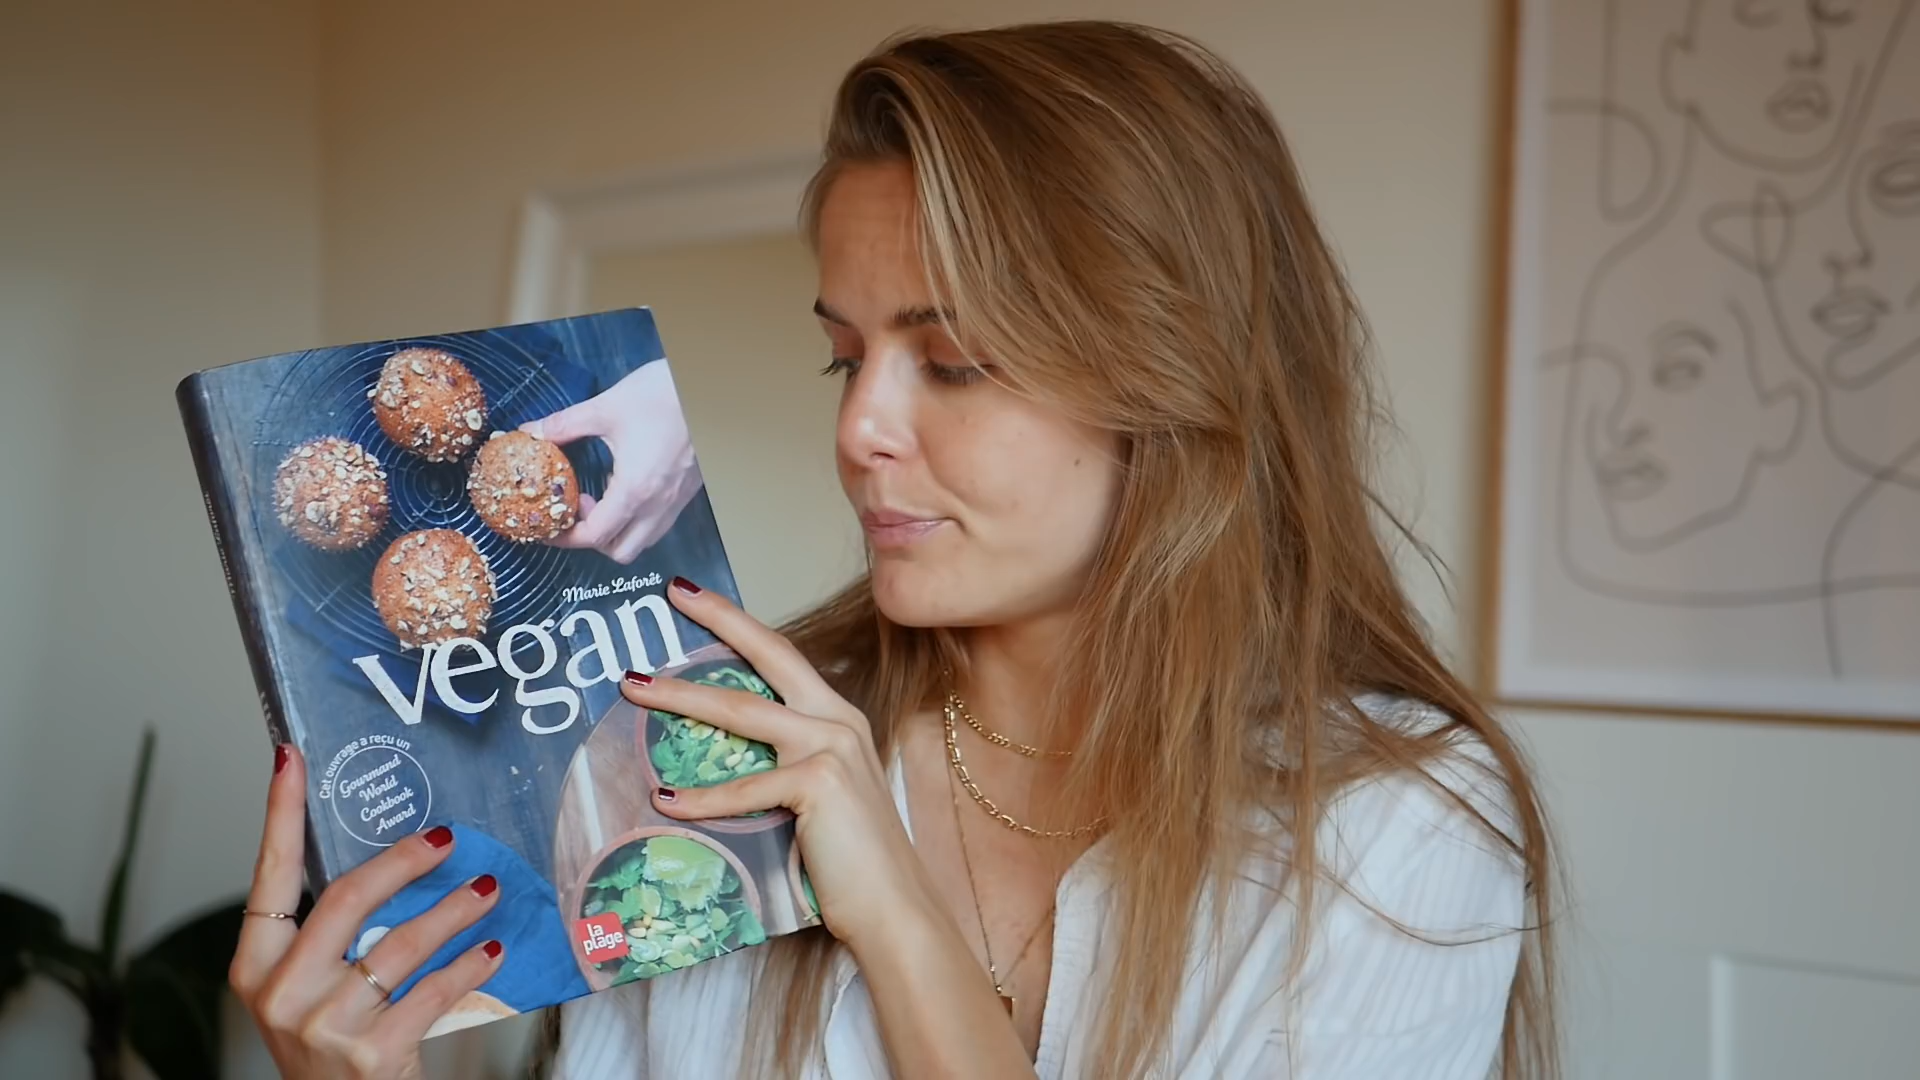 Marie Laforêt
vegan
Cet ouvrage a reçu un
Gourmand
World
Cookbook
Award
la
plage